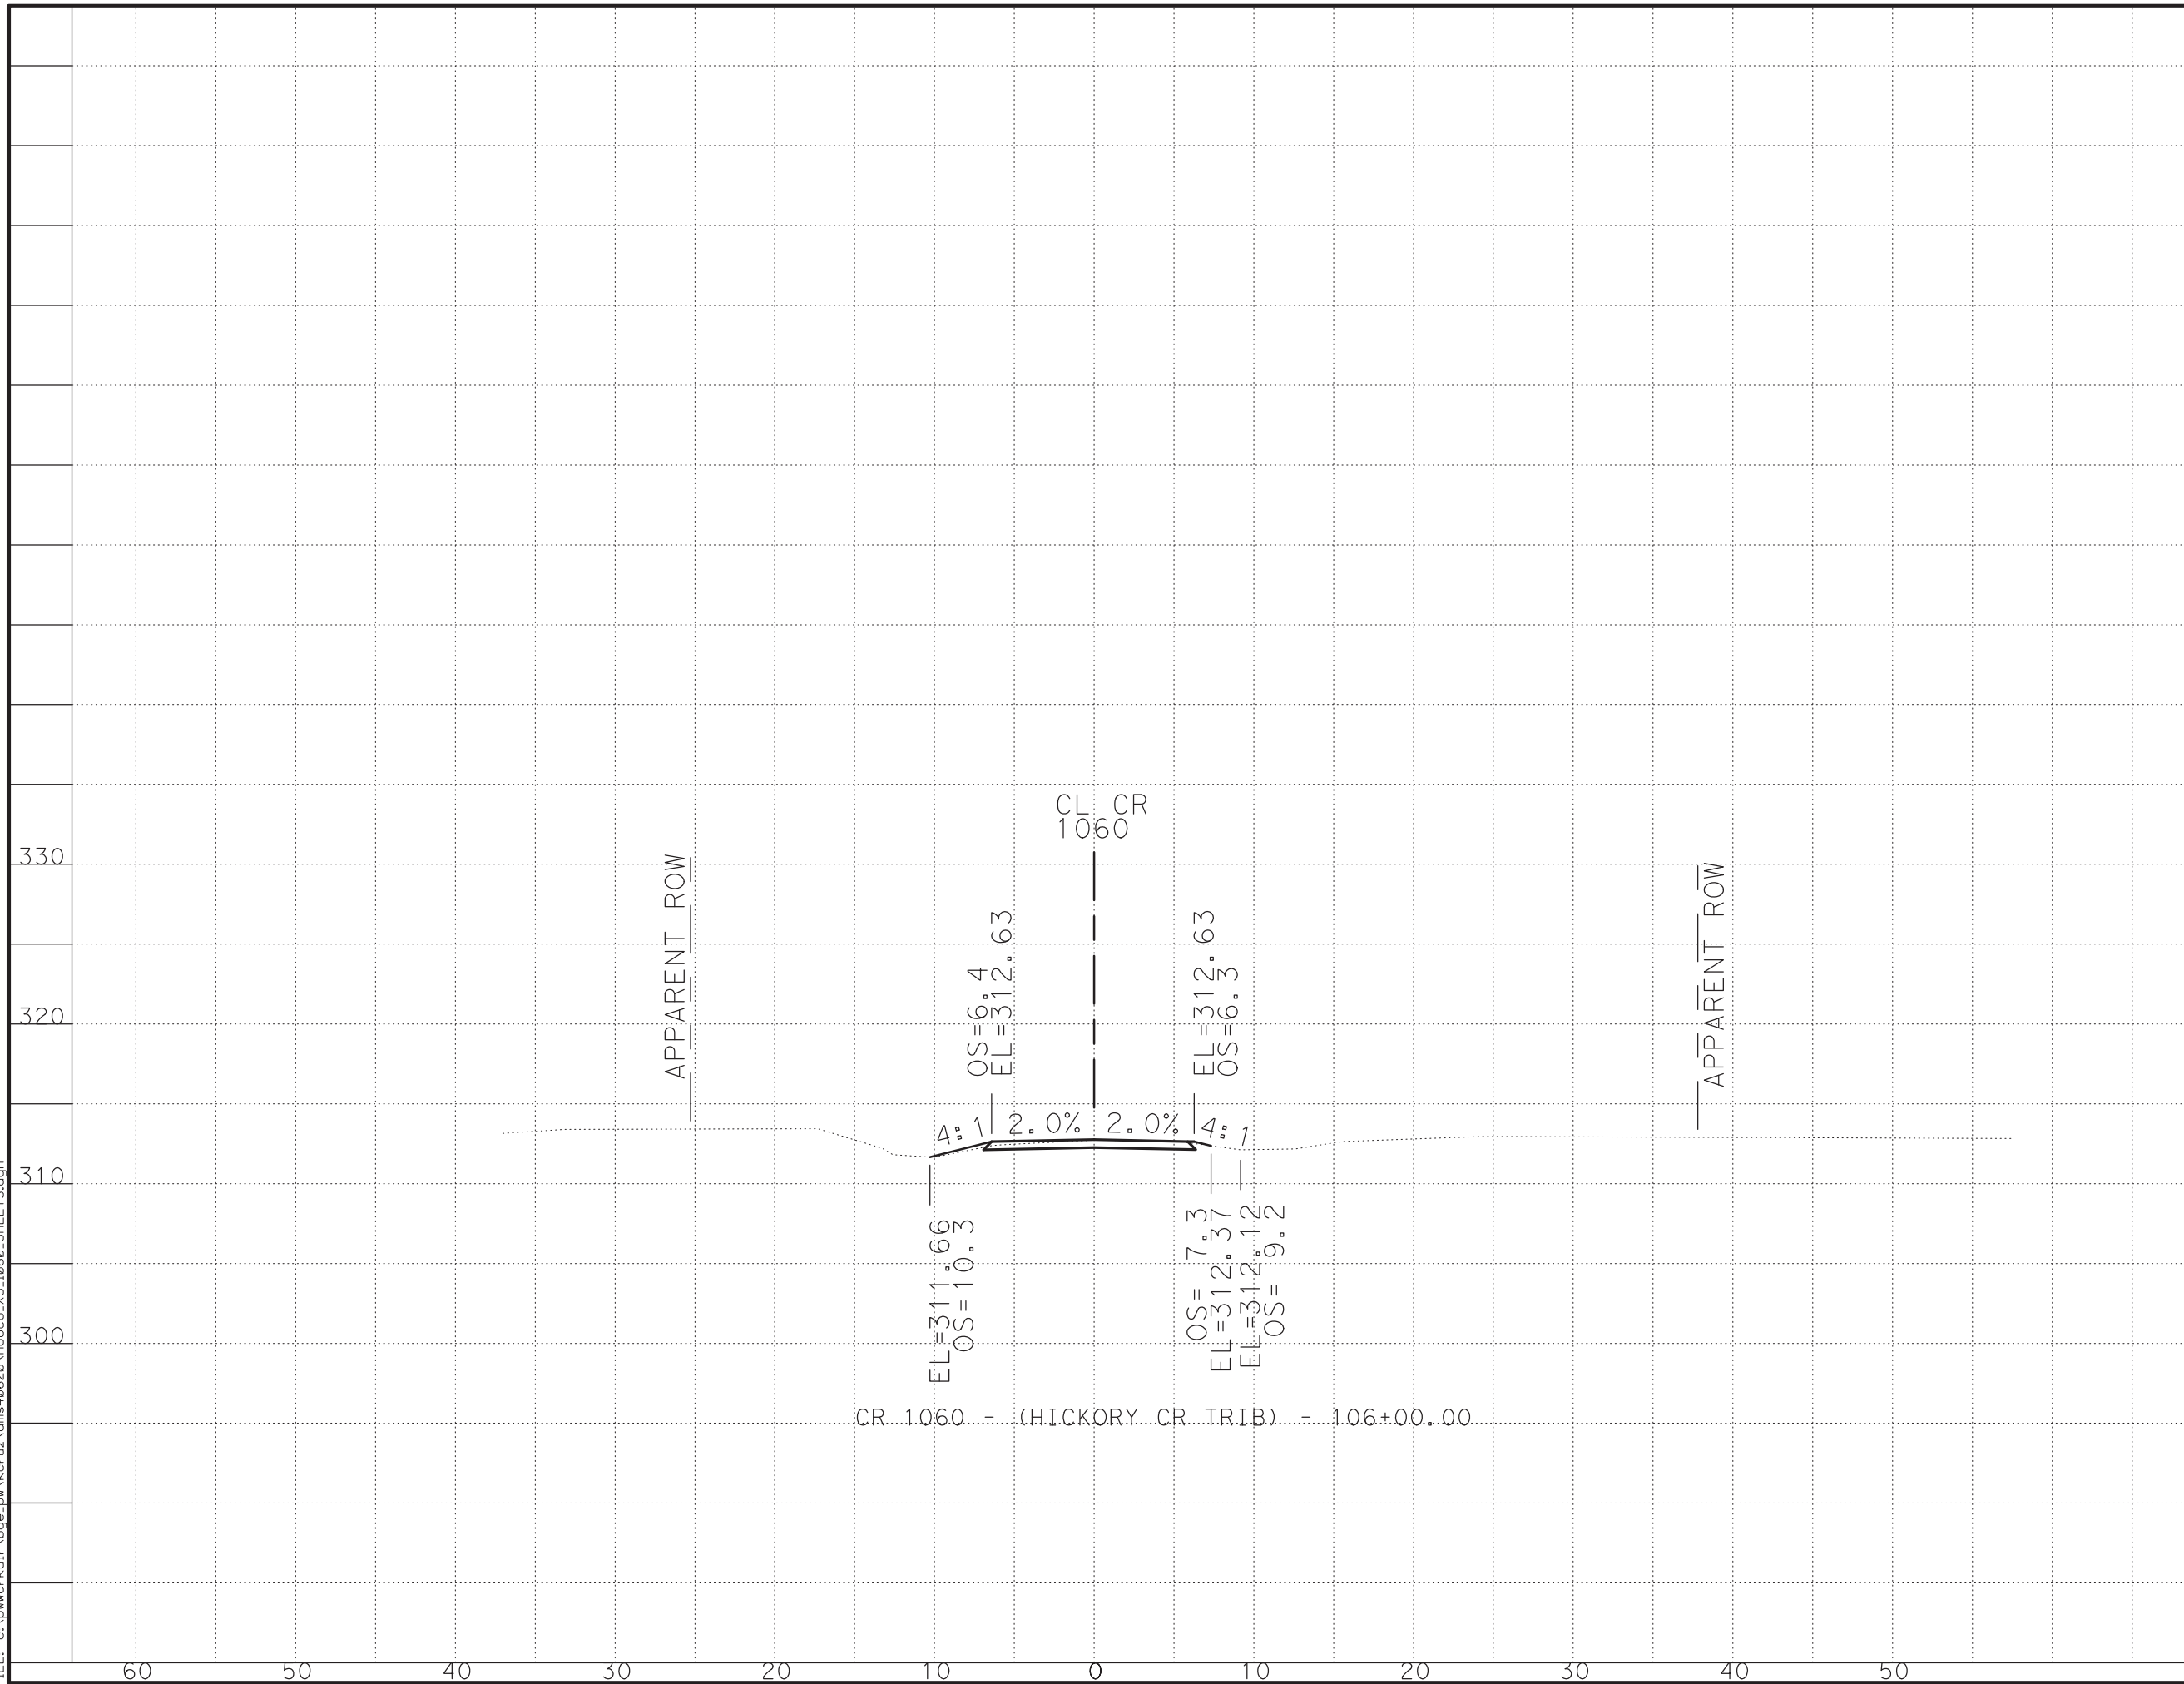 CL CR
1060
330
320
310
300
APPARENT ROW
OS=6.4
EL=312.63
EL=312.63
OS=6.3
APPARENT ROW
4:1
2.0%
2.0%
4:1
EL=311.66
OS=10.3
OS= 7.3
EL=312.37
EL=312.12
OS= 9.2
CR 1060 - (HICKORY CR TRIB) - 106+00.00
60 50 40 30 20 10 0 10 20 30 40 50